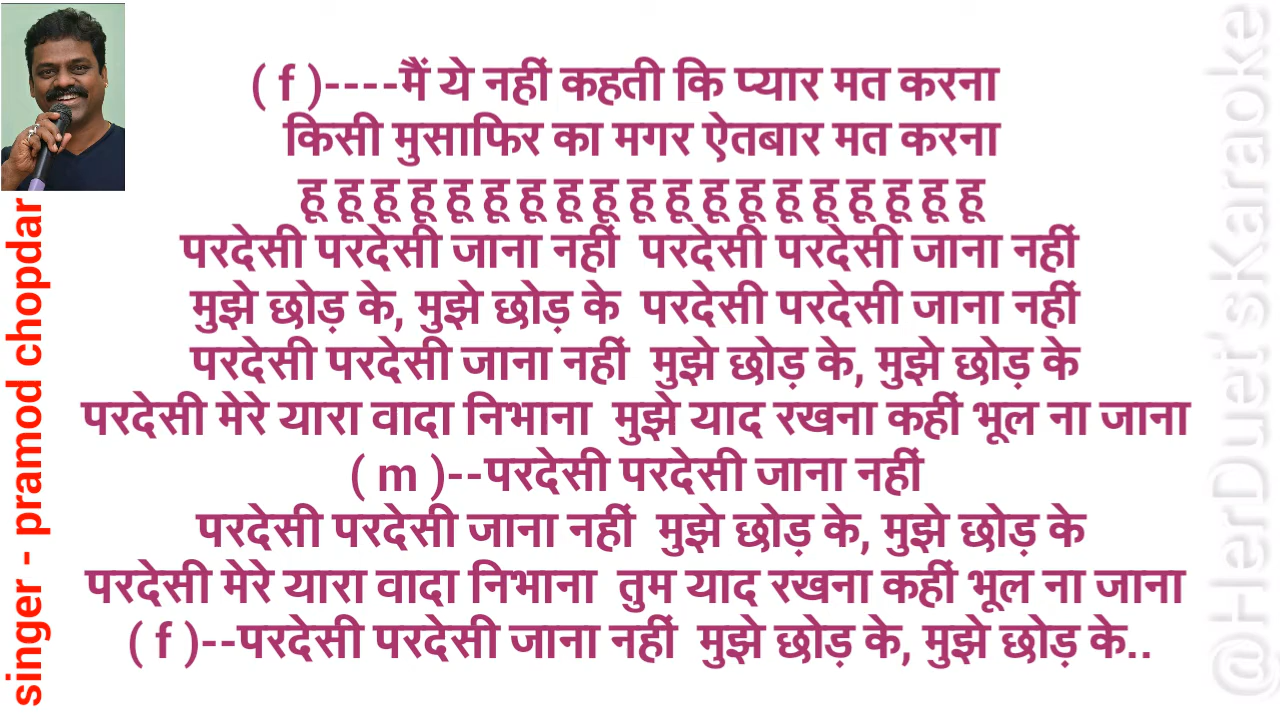 ( f )----मैं ये नहीं कहती कि प्यार मत करना
किसी मुसाफिर का मगर ऐतबार मत करना
हू हू हू हू हू हू हू हू हू हू हू हू हू हू हू हू हू हू हू
परदेसी परदेसी जाना नहीं  परदेसी परदेसी जाना नहीं
मुझे छोड़ के, मुझे छोड़ के  परदेसी परदेसी जाना नहीं
परदेसी परदेसी जाना नहीं  मुझे छोड़ के, मुझे छोड़ के
परदेसी मेरे यारा वादा निभाना  मुझे याद रखना कहीं भूल ना जाना
( m )--परदेसी परदेसी जाना नहीं
परदेसी परदेसी जाना नहीं  मुझे छोड़ के, मुझे छोड़ के
परदेसी मेरे यारा वादा निभाना  तुम याद रखना कहीं भूल ना जाना
( f )--परदेसी परदेसी जाना नहीं  मुझे छोड़ के, मुझे छोड़ के..
singer - pramod chopdar
@HerDuet'sKaraoke